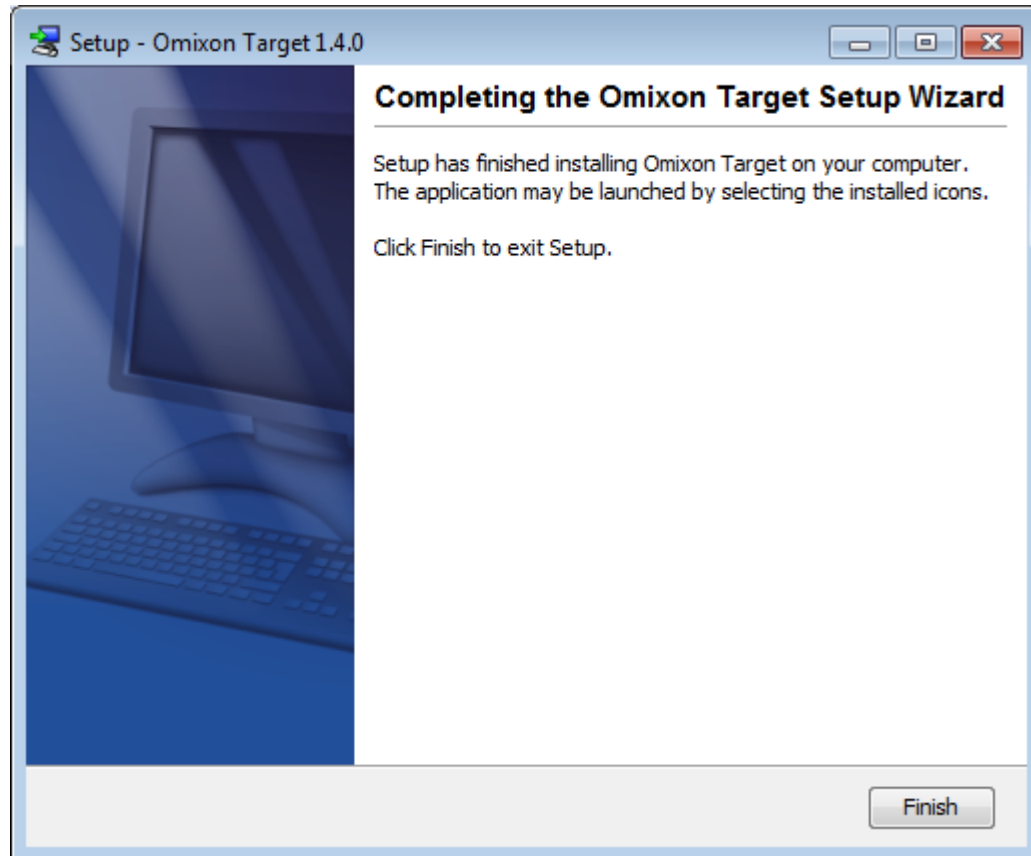 Setup - Omixon Target 1.4.0
Completing the Omixon Target Setup Wizard
Setup has finished installing Omixon Target on your computer.
The application may be launched by selecting the installed icons.
Click Finish to exit Setup.
Finish